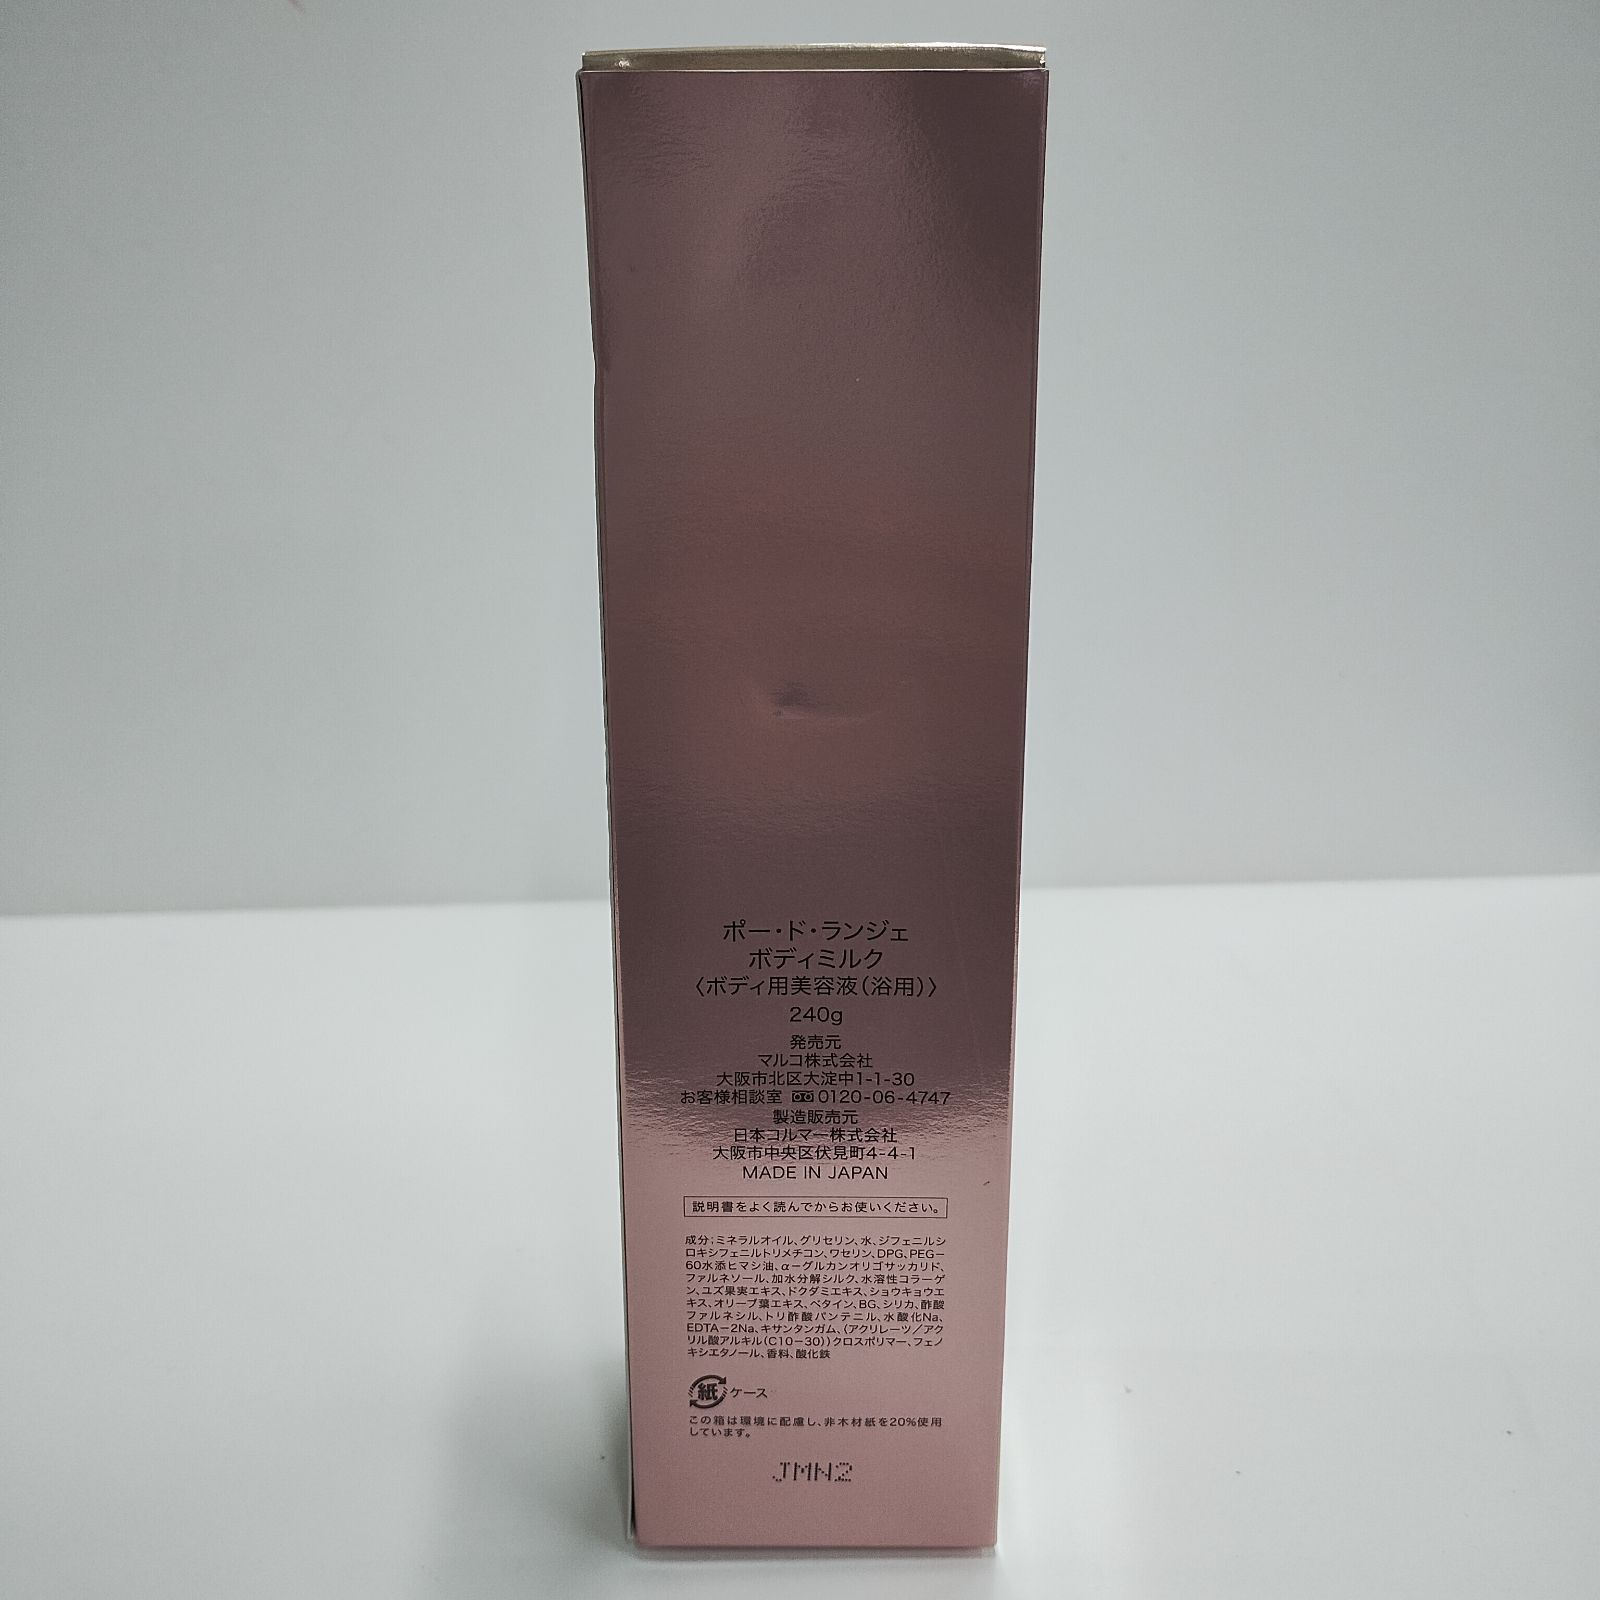 ポー・ド・ランジェ
ボディミルク
〈ボディ用美容液(浴用)〉
240g
発売元
マルコ株式会社
大阪市北区大淀中1-1-30
お客様相談室 0120-06-4747
製造販売元
日本コルマー株式会社
大阪市中央区伏見町4-4-1
MADE IN JAPAN
説明書をよく読んでからお使いください。
成分:ミネラルオイル、グリセリン、水、ジフェニルシ
ロキシフェニルトリメチコン、ワセリン、DPG、PEG－
60水添ヒマシ油、α－グルカンオリゴサッカリド、
ファルネソール、加水分解シルク、水溶性コラーゲ
ン、ユズ果実エキス、ドクダミエキス、ショウキョウエ
キス、オリーブ葉エキス、ベタイン、BG、シリカ、酢酸
ファルネシル、トリ酢酸パンテニル、水酸化Na、
EDTA－2Na、キサンタンガム、(アクリレーツ／アク
リル酸アルキル(C10－30))クロスポリマー、フェノ
キシエタノール、香料、酸化鉄
紙 ケース
この箱は環境に配慮し、非木材紙を20%使用
しています。
JMN2